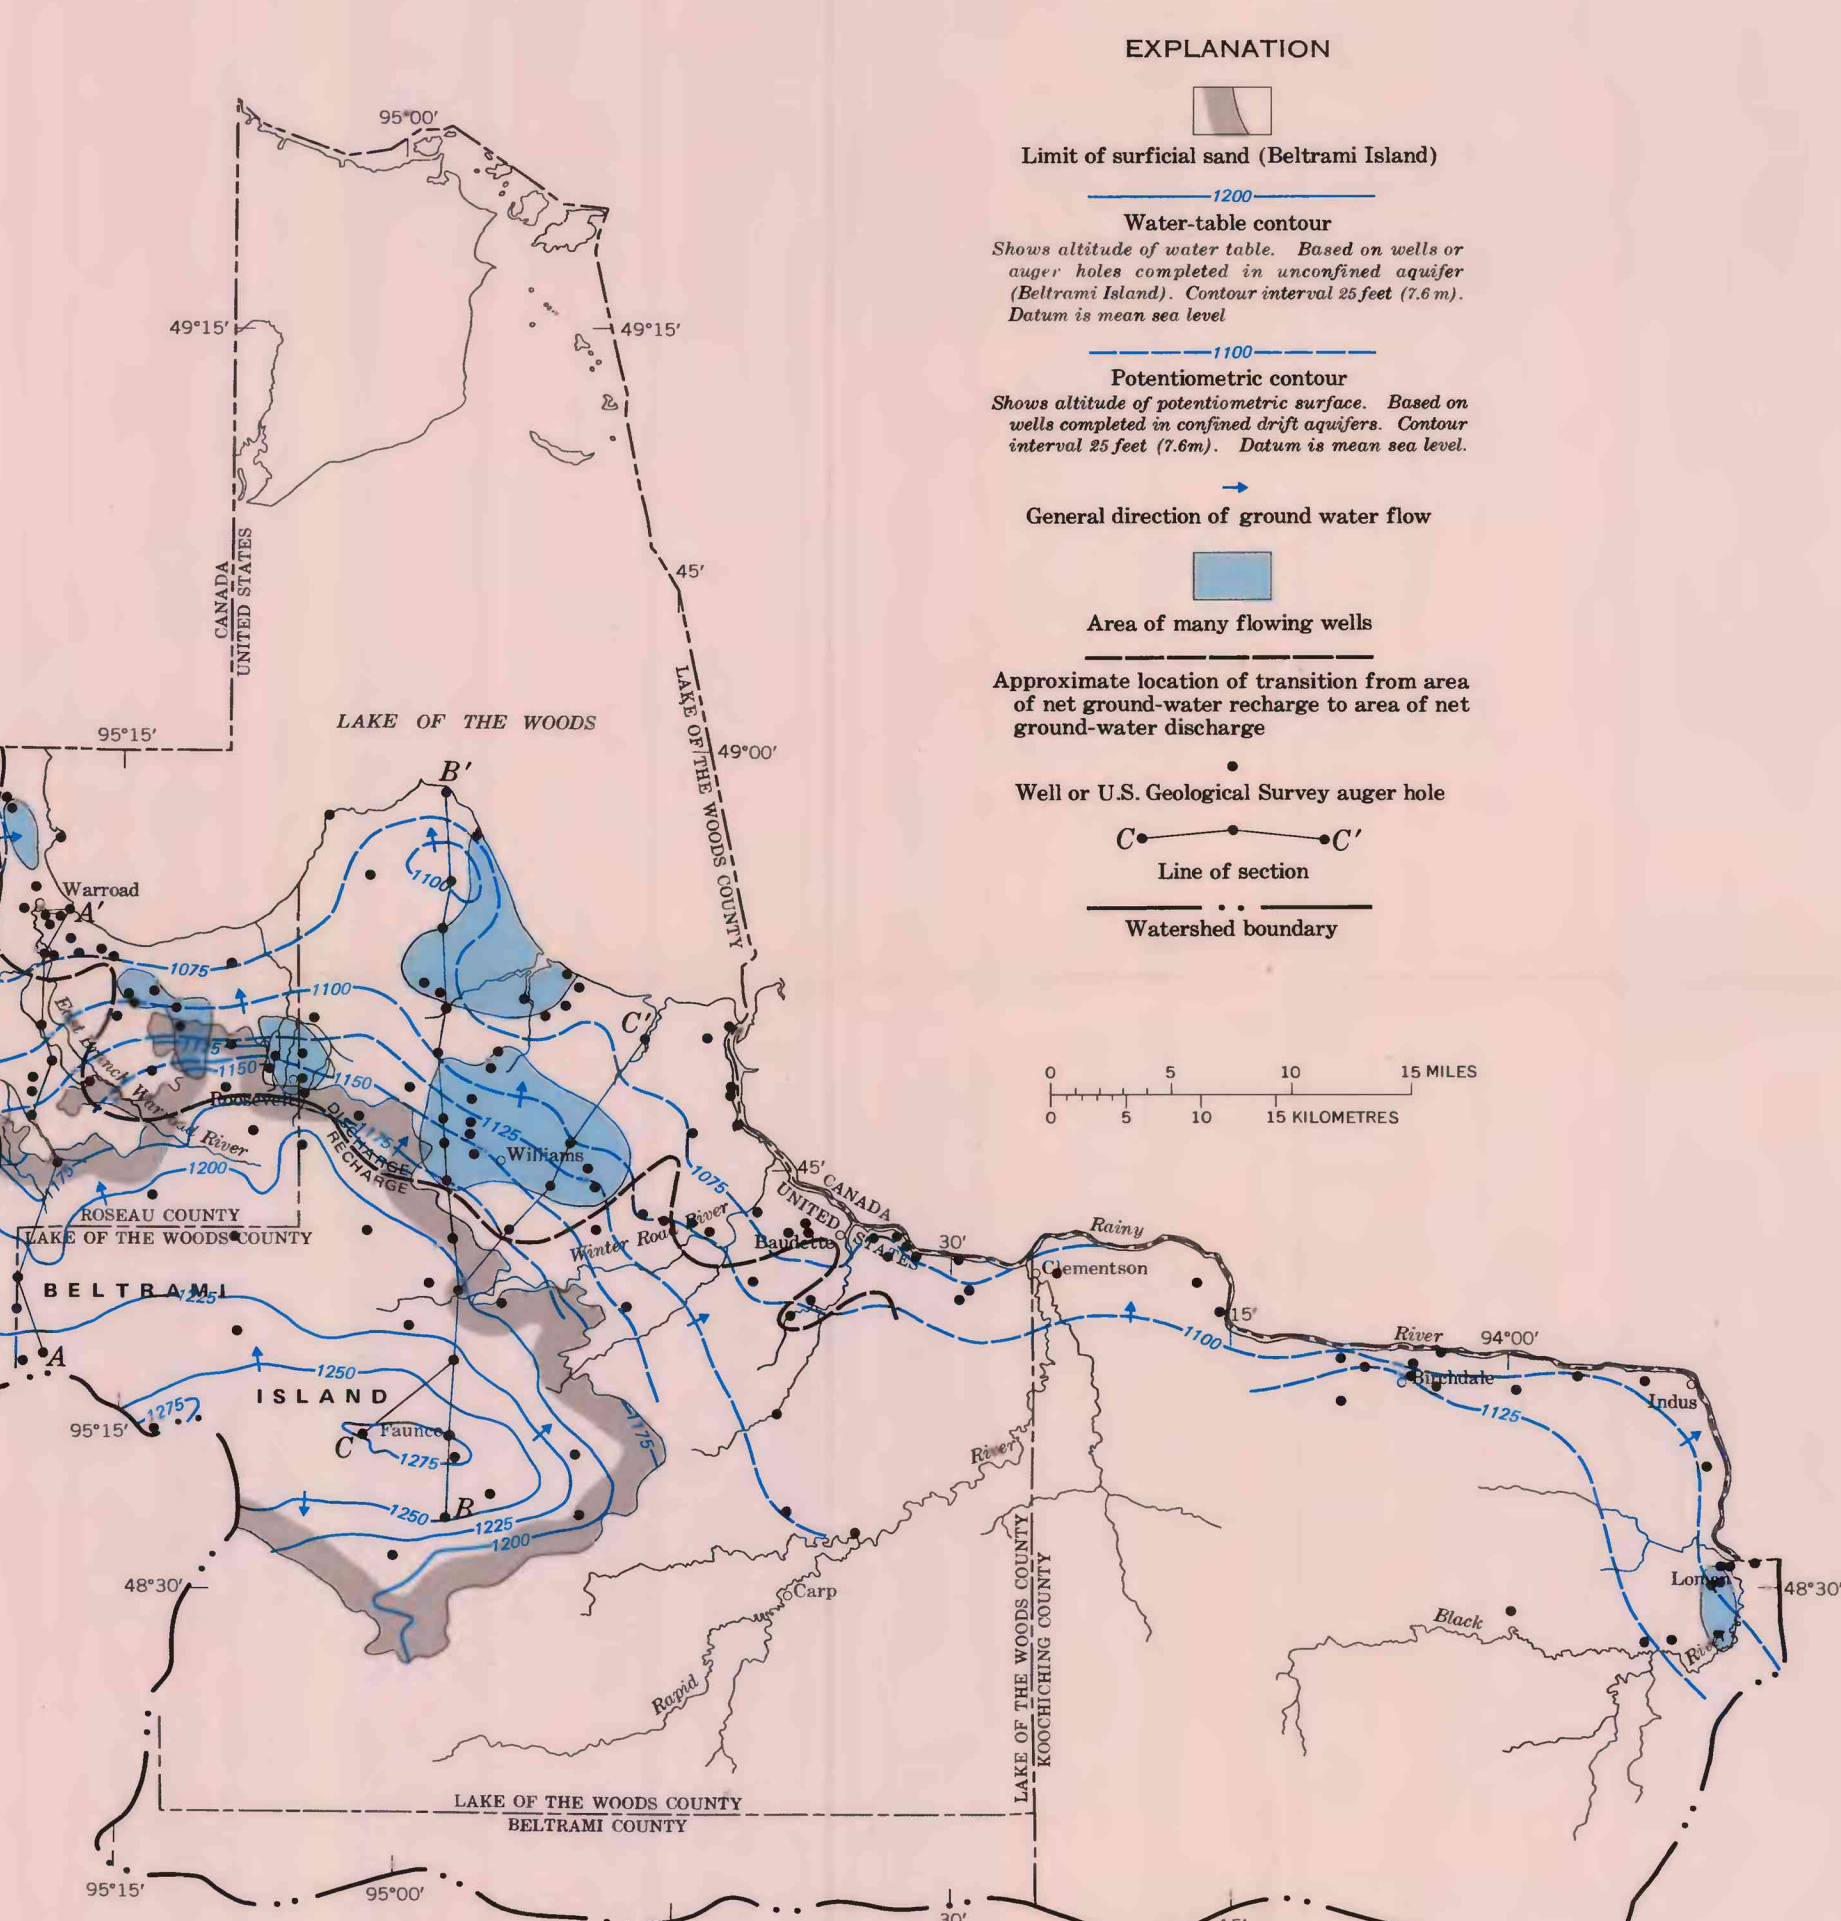 EXPLANATION
Limit of surficial sand (Beltrami Island)
1200
Water-table contour
Shows altitude of water table. Based on wells or
auger holes completed in unconfined aquifer
(Beltrami Island). Contour interval 25 feet (7.6 m).
Datum is mean sea level
1100
Potentiometric contour
Shows altitude of potentiometric surface. Based on
wells completed in confined drift aquifers. Contour
interval 25 feet (7.6m). Datum is mean sea level.
General direction of ground water flow
Area of many flowing wells
Approximate location of transition from area
of net ground-water recharge to area of net
ground-water discharge
Well or U.S. Geological Survey auger hole
C C′
Line of section
Watershed boundary
0 5 10 15 MILES
0 5 10 15 KILOMETRES
95°00′
49°15′
49°15′
45′
CANADA
UNITED STATES
LAKE OF THE WOODS
LAKE OF THE WOODS COUNTY
95°15′
49°00′
B′
1100
Warroad
A′
1075
1100
East Branch Warroad River
C′
1150
1150
Roosevelt
DISCHARGE
RECHARGE
1175
1125
Williams
1175
1200
1075
45′
CANADA
UNITED STATES
ROSEAU COUNTY
LAKE OF THE WOODS COUNTY
Winter Road River
Baudette
30′
Rainy
Clementson
BELTRAMI
1225
15′
1100
River
94°00′
A
1250
ISLAND
Birchdale
Indus
1275
95°15′
1125
C
Faunce
1275
1175
River
B
1250
1225
1200
48°30′
Carp
Loman
48°30′
Black
River
Rapid
LAKE OF THE WOODS COUNTY
KOOCHICHING COUNTY
LAKE OF THE WOODS COUNTY
BELTRAMI COUNTY
95°15′
95°00′
30′
15′